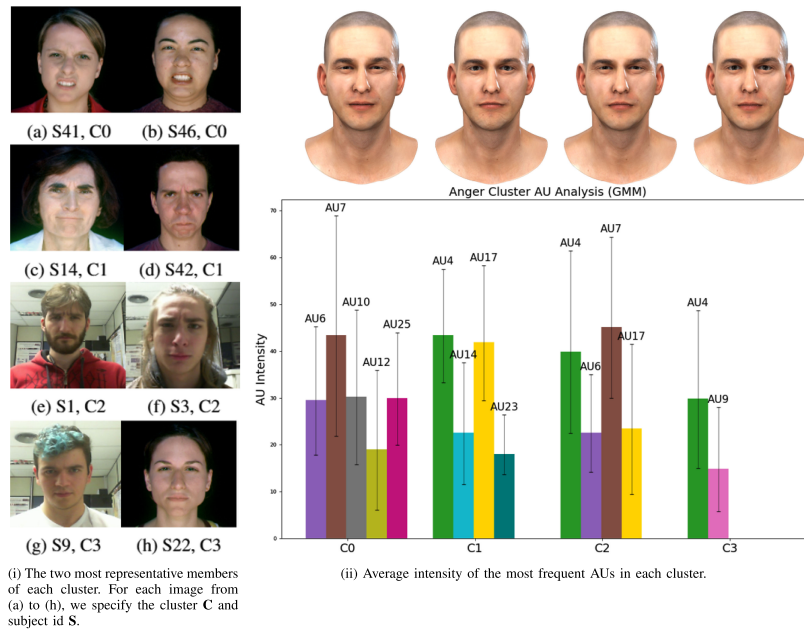 (a) S41, C0
(b) S46, C0
(c) S14, C1
(d) S42, C1
(e) S1, C2
(f) S3, C2
(g) S9, C3
(h) S22, C3
(i) The two most representative members
of each cluster. For each image from
(a) to (h), we specify the cluster C and
subject id S.
Anger Cluster AU Analysis (GMM)
AU Intensity
70
60
50
40
30
20
10
0
AU6
AU7
AU10
AU12
AU25
AU4
AU14
AU17
AU23
AU4
AU6
AU7
AU17
AU4
AU9
C0
C1
C2
C3
(ii) Average intensity of the most frequent AUs in each cluster.